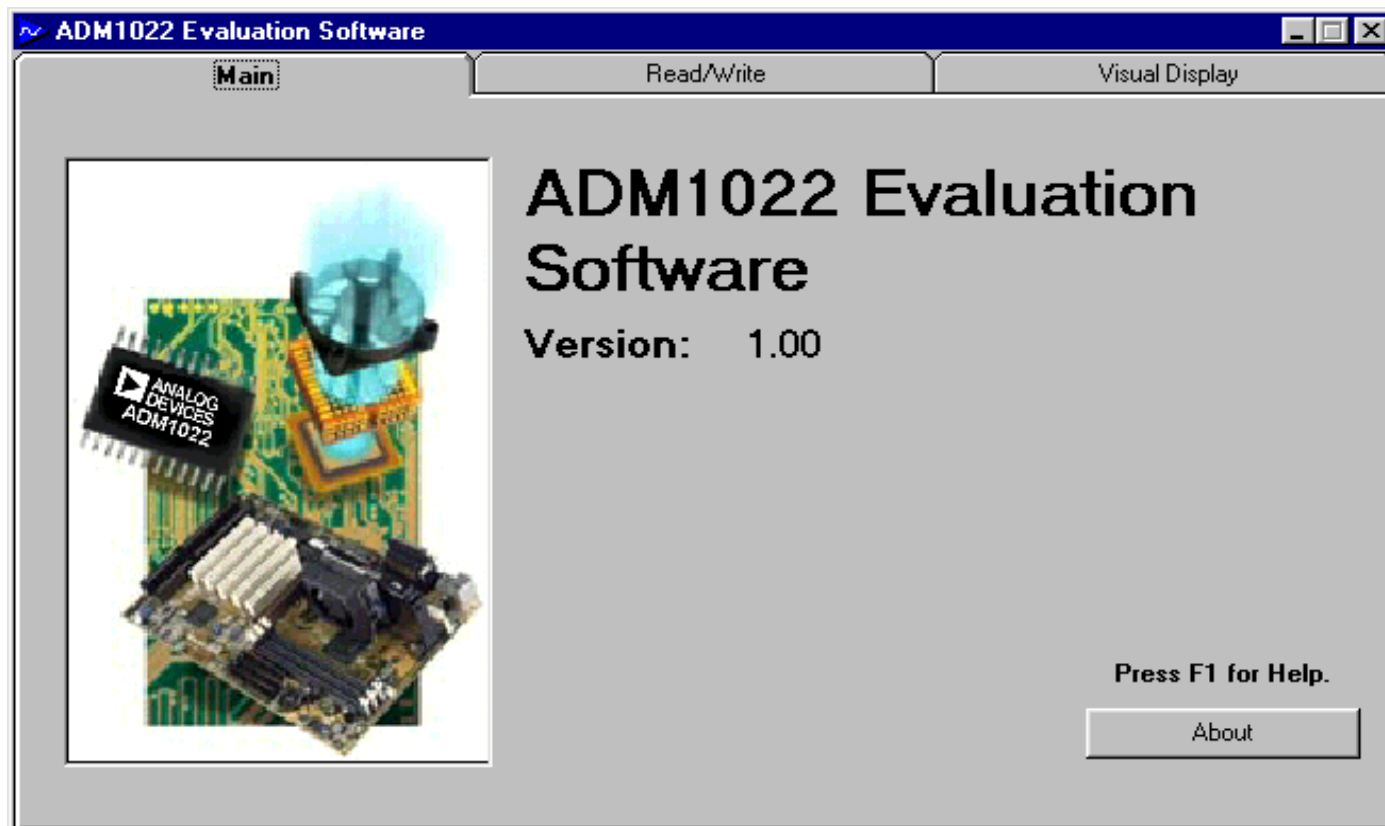 ADM1022 Evaluation Software
Main
Read/Write
Visual Display
ADM1022 Evaluation
Software
Version: 1.00
ANALOG
DEVICES
ADM1022
Press F1 for Help.
About